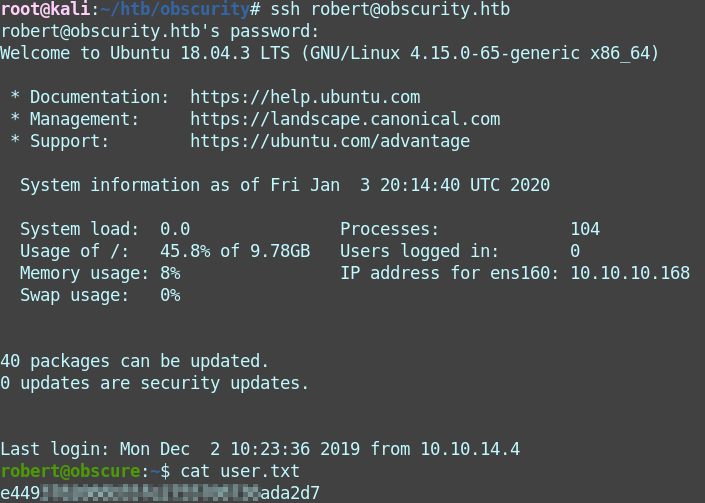 root@kali:~/htb/obscurity# ssh robert@obscurity.htb
robert@obscurity.htb's password:
Welcome to Ubuntu 18.04.3 LTS (GNU/Linux 4.15.0-65-generic x86_64)
* Documentation:  https://help.ubuntu.com
* Management:     https://landscape.canonical.com
* Support:        https://ubuntu.com/advantage
System information as of Fri Jan  3 20:14:40 UTC 2020
System load:  0.0                Processes:             104
Usage of /:   45.8% of 9.78GB   Users logged in:       0
Memory usage: 8%                IP address for ens160: 10.10.10.168
Swap usage:   0%
40 packages can be updated.
0 updates are security updates.
Last login: Mon Dec  2 10:23:36 2019 from 10.10.14.4
robert@obscure:~$ cat user.txt
e449 ada2d7